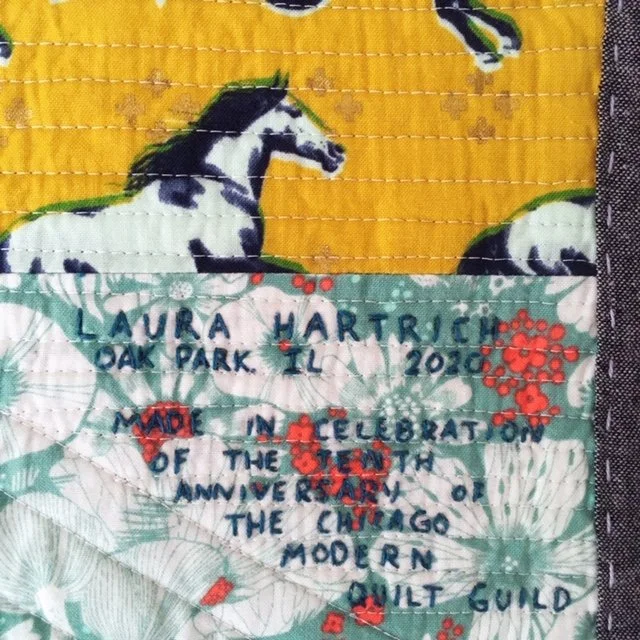 LAURA HARTRICH
OAK PARK. IL 2020
MADE IN CELEBRATION
OF THE TENTH
ANNIVERSARY OF
THE CHICAGO
MODERN
QUILT GUILD